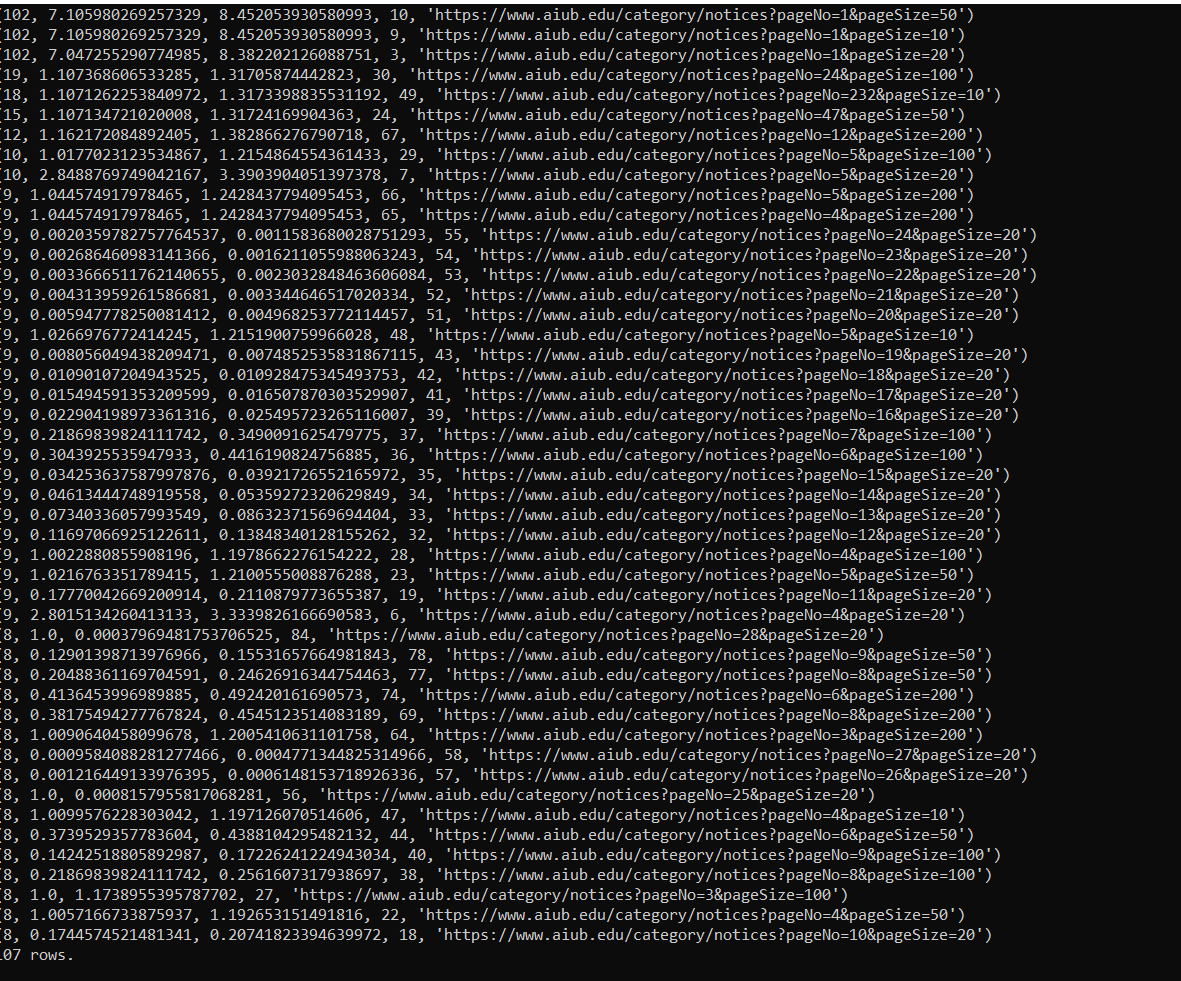 (102, 7.105980269257329, 8.452053930580993, 10, 'https://www.aiub.edu/category/notices?pageNo=1&pageSize=50')
(102, 7.105980269257329, 8.452053930580993, 9, 'https://www.aiub.edu/category/notices?pageNo=1&pageSize=10')
(102, 7.047255290774985, 8.382202126088751, 3, 'https://www.aiub.edu/category/notices?pageNo=1&pageSize=20')
(19, 1.107368606533285, 1.31705874442823, 30, 'https://www.aiub.edu/category/notices?pageNo=24&pageSize=100')
(18, 1.1071262253840972, 1.3173398835531192, 49, 'https://www.aiub.edu/category/notices?pageNo=232&pageSize=10')
(15, 1.107134721020008, 1.31724169904363, 24, 'https://www.aiub.edu/category/notices?pageNo=47&pageSize=50')
(12, 1.162172084892405, 1.382866276790718, 67, 'https://www.aiub.edu/category/notices?pageNo=12&pageSize=200')
(10, 1.0177023123534867, 1.2154864554361433, 29, 'https://www.aiub.edu/category/notices?pageNo=5&pageSize=100')
(10, 2.8488769749042167, 3.3903904051397378, 7, 'https://www.aiub.edu/category/notices?pageNo=5&pageSize=20')
(9, 1.044574917978465, 1.2428437794095453, 66, 'https://www.aiub.edu/category/notices?pageNo=5&pageSize=200')
(9, 1.044574917978465, 1.2428437794095453, 65, 'https://www.aiub.edu/category/notices?pageNo=4&pageSize=200')
(9, 0.0020359782757764537, 0.0011583680028751293, 55, 'https://www.aiub.edu/category/notices?pageNo=24&pageSize=20')
(9, 0.002686460983141366, 0.0016211055988063243, 54, 'https://www.aiub.edu/category/notices?pageNo=23&pageSize=20')
(9, 0.0033666511762140655, 0.0023032848463606084, 53, 'https://www.aiub.edu/category/notices?pageNo=22&pageSize=20')
(9, 0.004313959261586681, 0.003344646517020334, 52, 'https://www.aiub.edu/category/notices?pageNo=21&pageSize=20')
(9, 0.005947778250081412, 0.004968253772114457, 51, 'https://www.aiub.edu/category/notices?pageNo=20&pageSize=20')
(9, 1.0266976772414245, 1.2151900759966028, 48, 'https://www.aiub.edu/category/notices?pageNo=5&pageSize=10')
(9, 0.008056049438209471, 0.0074852535831867115, 43, 'https://www.aiub.edu/category/notices?pageNo=19&pageSize=20')
(9, 0.01090107204943525, 0.010928475345493753, 42, 'https://www.aiub.edu/category/notices?pageNo=18&pageSize=20')
(9, 0.015494591353209599, 0.016507870303529907, 41, 'https://www.aiub.edu/category/notices?pageNo=17&pageSize=20')
(9, 0.022904198973361316, 0.025495723265116007, 39, 'https://www.aiub.edu/category/notices?pageNo=16&pageSize=20')
(9, 0.21869839824111742, 0.3490091625479775, 37, 'https://www.aiub.edu/category/notices?pageNo=7&pageSize=100')
(9, 0.3043925535947933, 0.4416190824756885, 36, 'https://www.aiub.edu/category/notices?pageNo=6&pageSize=100')
(9, 0.034253637587997876, 0.03921726552165972, 35, 'https://www.aiub.edu/category/notices?pageNo=15&pageSize=20')
(9, 0.04613444748919558, 0.05359272320629849, 34, 'https://www.aiub.edu/category/notices?pageNo=14&pageSize=20')
(9, 0.07340336057993549, 0.08632371569694404, 33, 'https://www.aiub.edu/category/notices?pageNo=13&pageSize=20')
(9, 0.11697066925122611, 0.13848340128155262, 32, 'https://www.aiub.edu/category/notices?pageNo=12&pageSize=20')
(9, 1.0022880855908196, 1.1978662276154222, 28, 'https://www.aiub.edu/category/notices?pageNo=4&pageSize=100')
(9, 1.0216763351789415, 1.2100555008876288, 23, 'https://www.aiub.edu/category/notices?pageNo=5&pageSize=50')
(9, 0.17770042669200914, 0.2110879773655387, 19, 'https://www.aiub.edu/category/notices?pageNo=11&pageSize=20')
(9, 2.8015134260413133, 3.3339826166690583, 6, 'https://www.aiub.edu/category/notices?pageNo=4&pageSize=20')
(8, 1.0, 0.00037969481753706525, 84, 'https://www.aiub.edu/category/notices?pageNo=28&pageSize=20')
(8, 0.12901398713976966, 0.15531657664981843, 78, 'https://www.aiub.edu/category/notices?pageNo=9&pageSize=50')
(8, 0.20488361169704591, 0.24626916344754463, 77, 'https://www.aiub.edu/category/notices?pageNo=8&pageSize=50')
(8, 0.4136453996989885, 0.492420161690573, 74, 'https://www.aiub.edu/category/notices?pageNo=6&pageSize=200')
(8, 0.38175494277767824, 0.4545123514083189, 69, 'https://www.aiub.edu/category/notices?pageNo=8&pageSize=200')
(8, 1.0090640458099678, 1.2005410631101758, 64, 'https://www.aiub.edu/category/notices?pageNo=3&pageSize=200')
(8, 0.0009584088281277466, 0.0004771344825314966, 58, 'https://www.aiub.edu/category/notices?pageNo=27&pageSize=20')
(8, 0.001216449133976395, 0.0006148153718926336, 57, 'https://www.aiub.edu/category/notices?pageNo=26&pageSize=20')
(8, 1.0, 0.0008157955817068281, 56, 'https://www.aiub.edu/category/notices?pageNo=25&pageSize=20')
(8, 1.0099576228303042, 1.197126070514606, 47, 'https://www.aiub.edu/category/notices?pageNo=4&pageSize=10')
(8, 0.3739529357783604, 0.4388104295482132, 44, 'https://www.aiub.edu/category/notices?pageNo=6&pageSize=50')
(8, 0.14242518805892987, 0.17226241224943034, 40, 'https://www.aiub.edu/category/notices?pageNo=9&pageSize=100')
(8, 0.21869839824111742, 0.2561607317938697, 38, 'https://www.aiub.edu/category/notices?pageNo=8&pageSize=100')
(8, 1.0, 1.1738955395787702, 27, 'https://www.aiub.edu/category/notices?pageNo=3&pageSize=100')
(8, 1.0057166733875937, 1.192653151491816, 22, 'https://www.aiub.edu/category/notices?pageNo=4&pageSize=50')
(8, 0.1744574521481341, 0.20741823394639972, 18, 'https://www.aiub.edu/category/notices?pageNo=10&pageSize=20')
107 rows.